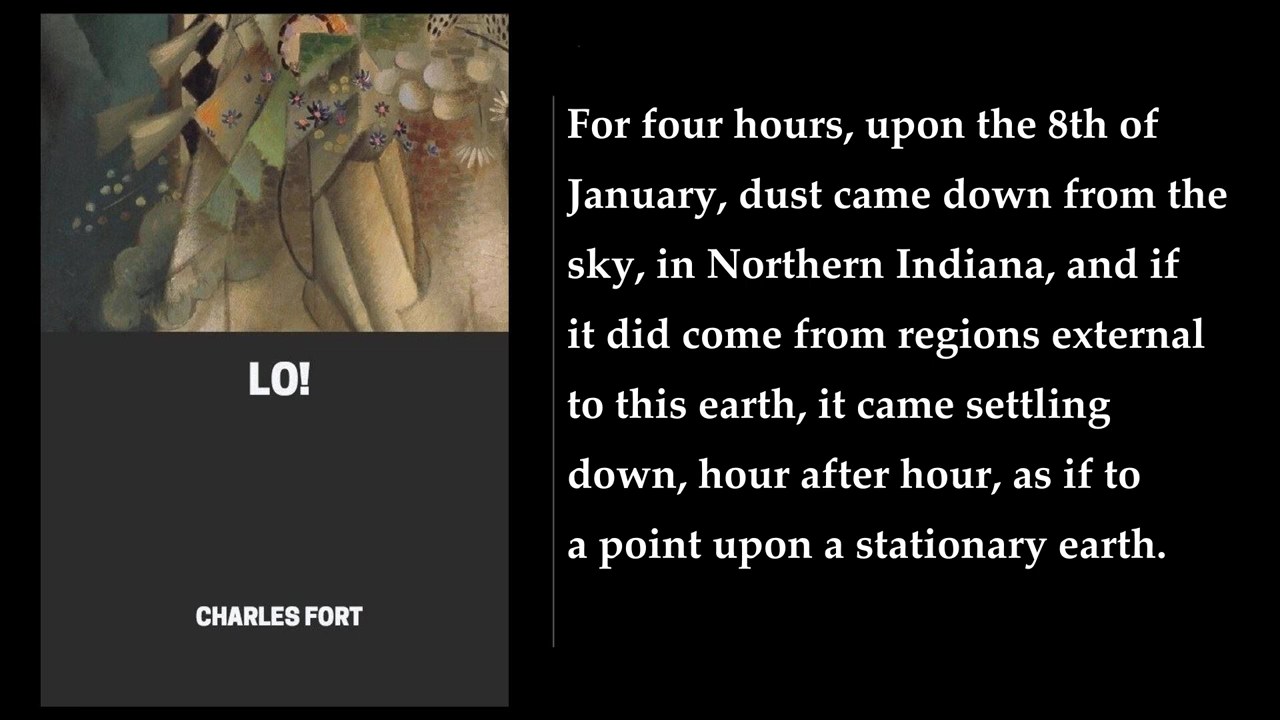 LO!
CHARLES FORT
For four hours, upon the 8th of
January, dust came down from the
sky, in Northern Indiana, and if
it did come from regions external
to this earth, it came settling
down, hour after hour, as if to
a point upon a stationary earth.